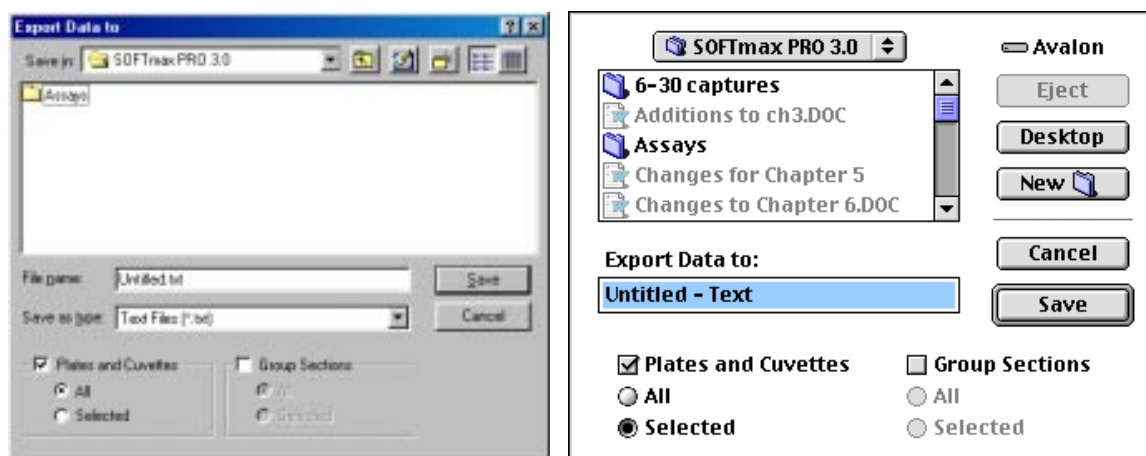 Export Data to
Save in: SOFTmax PRO 3.0
Assays
File name: Untitled.txt
Save
Save as type: Text Files (*.txt)
Cancel
Plates and Cuvettes
Group Sections
All
All
Selected
Selected
SOFTmax PRO 3.0
Avalon
6-30 captures
Additions to ch3.DOC
Assays
Changes for Chapter 5
Changes to Chapter 6.DOC
Eject
Desktop
New
Export Data to:
Untitled - Text
Cancel
Save
Plates and Cuvettes
Group Sections
All
All
Selected
Selected